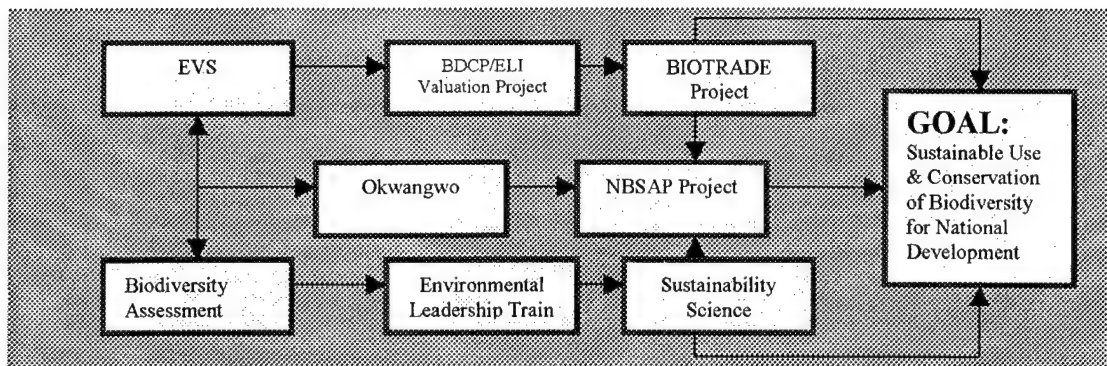 EVS
BDCP/ELI
Valuation Project
BIOTRADE
Project
GOAL:
Sustainable Use
& Conservation
of Biodiversity
for National
Development
Okwangwo
NBSAP Project
Biodiversity
Assessment
Environmental
Leadership Train
Sustainability
Science